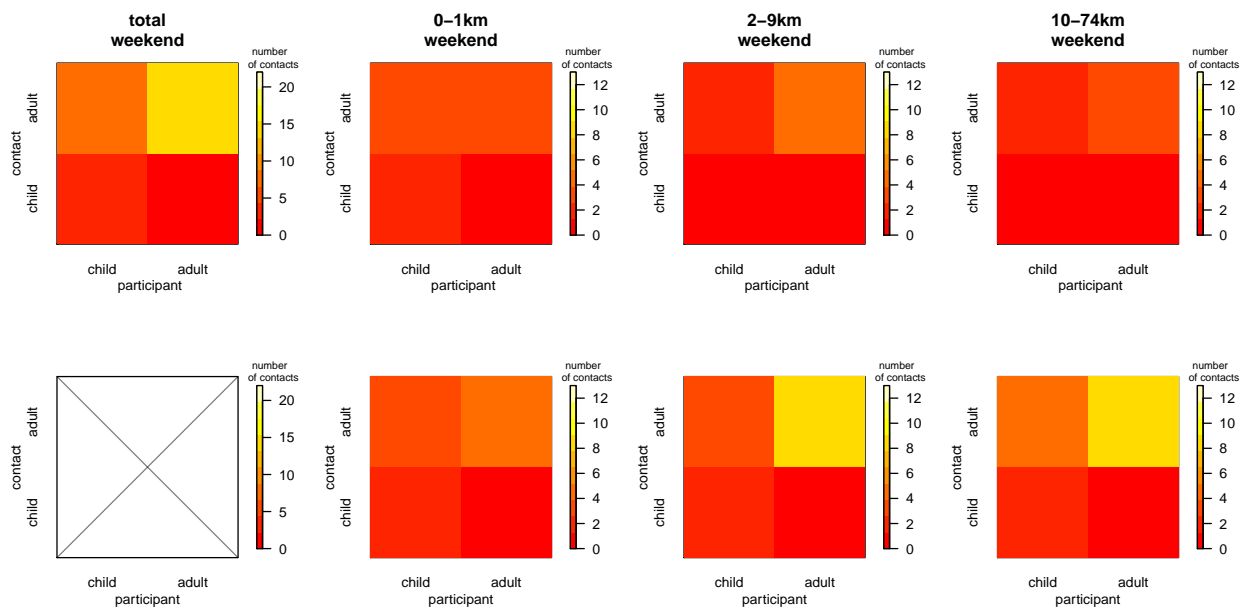 total
weekend
0–1km
weekend
2–9km
weekend
10–74km
weekend
number
of contacts
20
15
10
5
0
contact
adult
child
child adult
participant
number
of contacts
12
10
8
6
4
2
0
contact
adult
child
child adult
participant
number
of contacts
12
10
8
6
4
2
0
contact
adult
child
child adult
participant
number
of contacts
12
10
8
6
4
2
0
contact
adult
child
child adult
participant
number
of contacts
20
15
10
5
0
contact
adult
child
child adult
participant
number
of contacts
12
10
8
6
4
2
0
contact
adult
child
child adult
participant
number
of contacts
12
10
8
6
4
2
0
contact
adult
child
child adult
participant
number
of contacts
12
10
8
6
4
2
0
contact
adult
child
child adult
participant